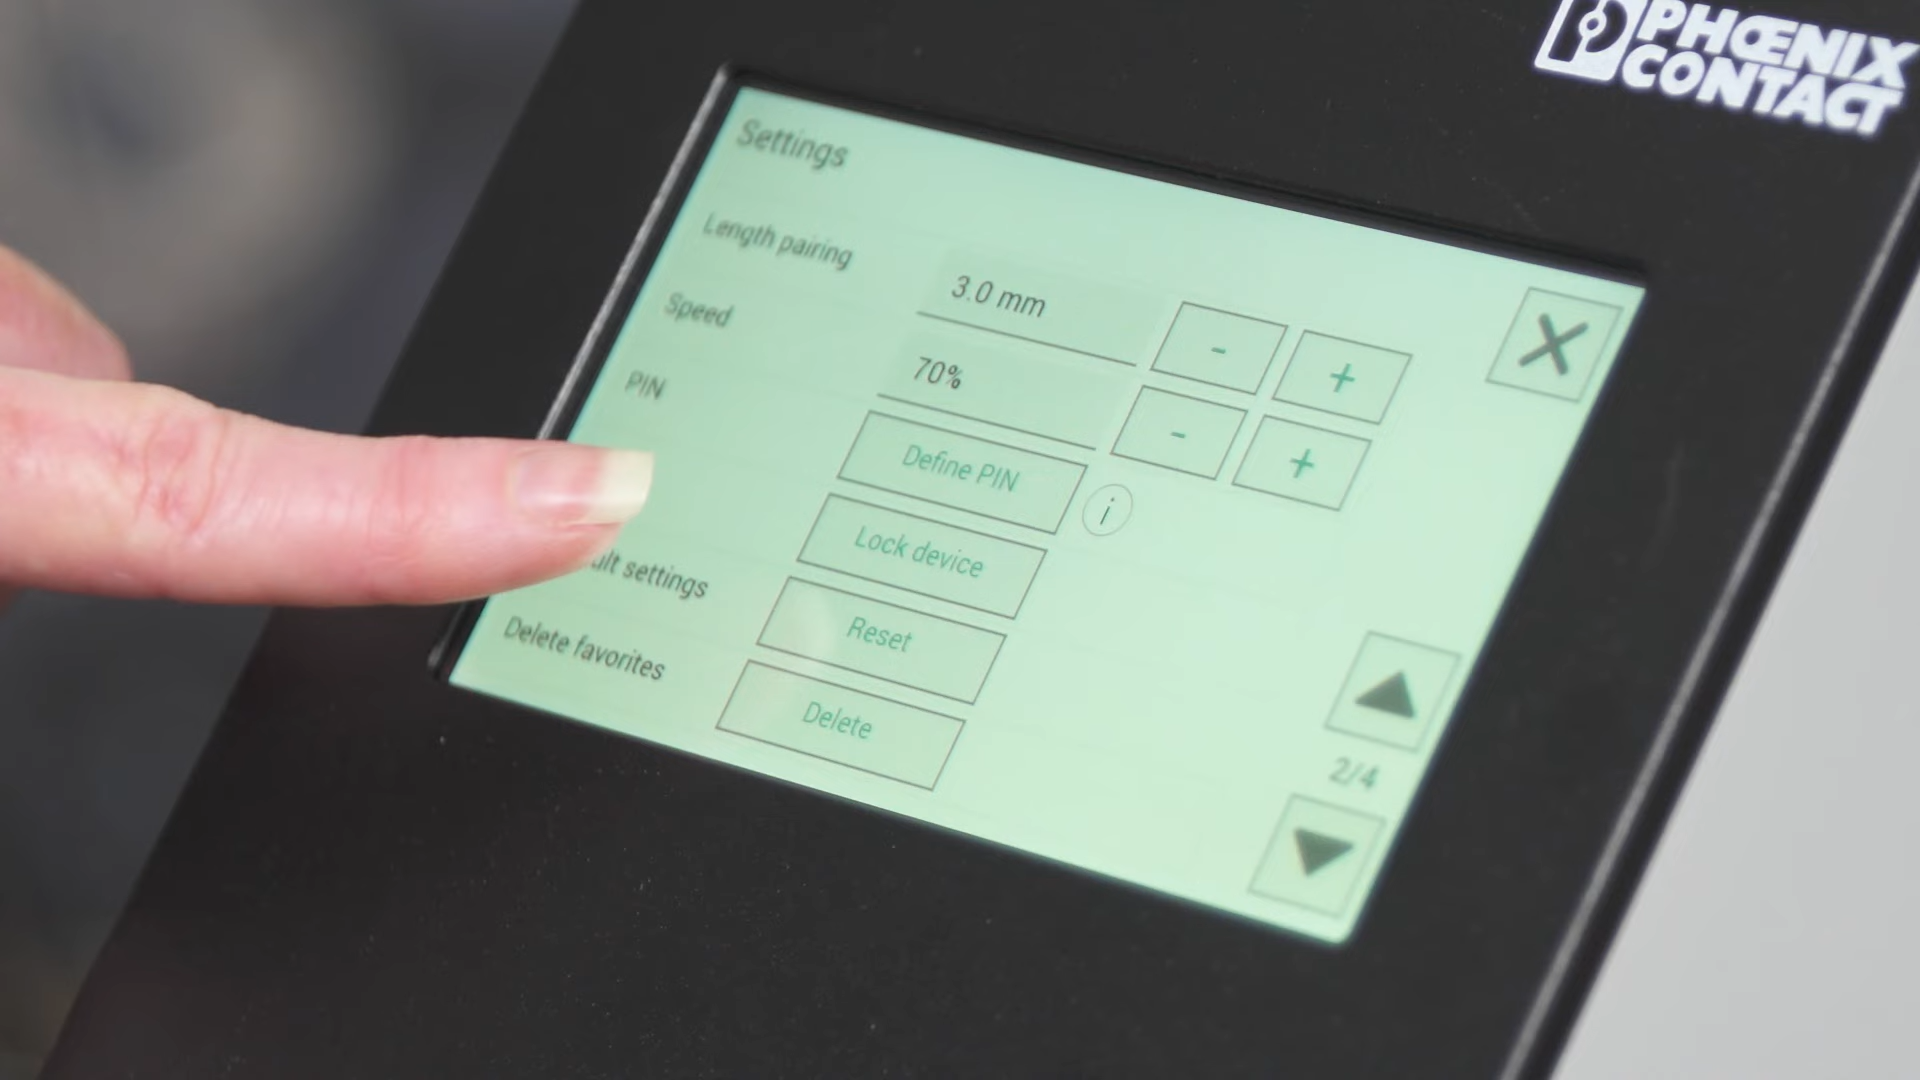 PHŒNIX
CONTACT
Settings
Length pairing 3.0 mm - +
Speed 70% - +
PIN Define PIN i
Lock device
ult settings Reset
Delete favorites Delete
2/4